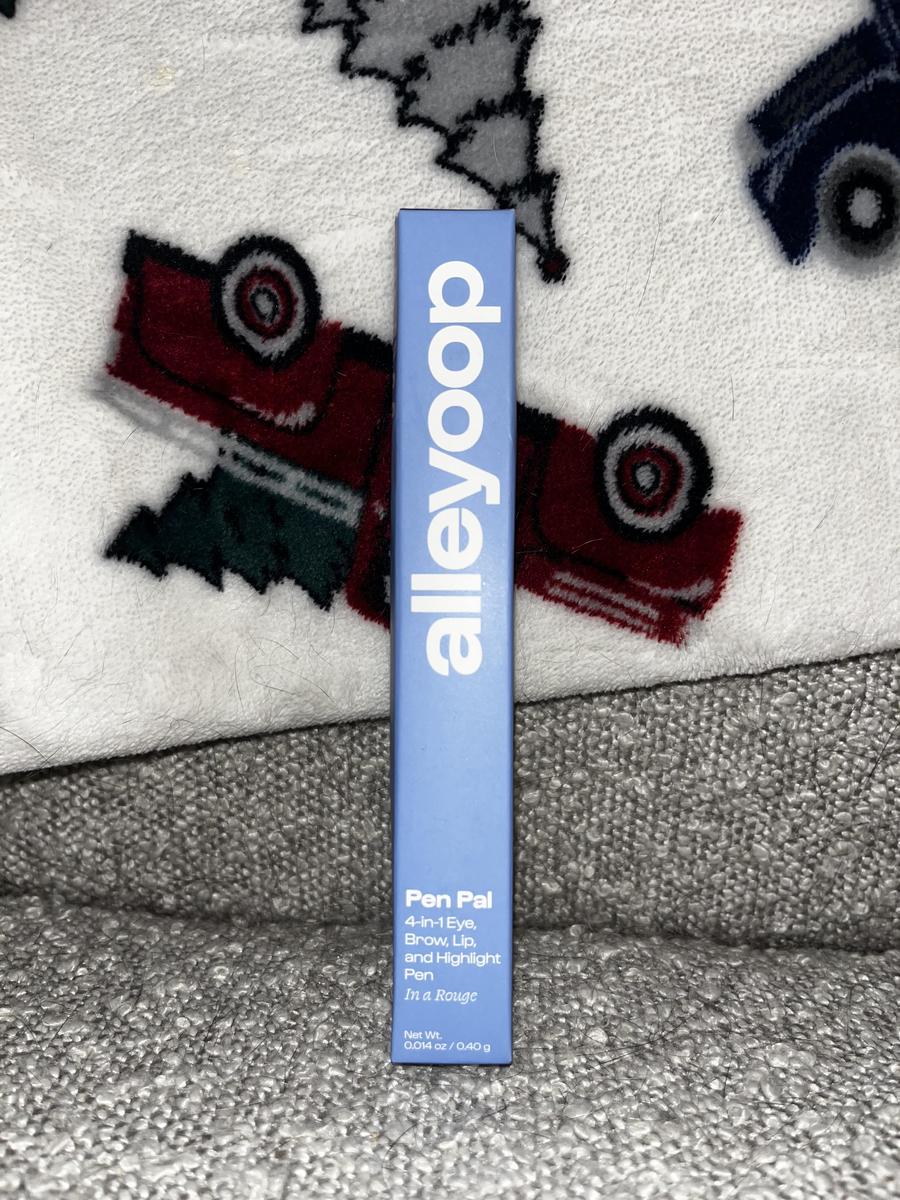 alleyoop
Pen Pal
4-in-1 Eye,
Brow, Lip,
and Highlight
Pen
In a Rouge
Net Wt.
0.014 oz / 0.40 g